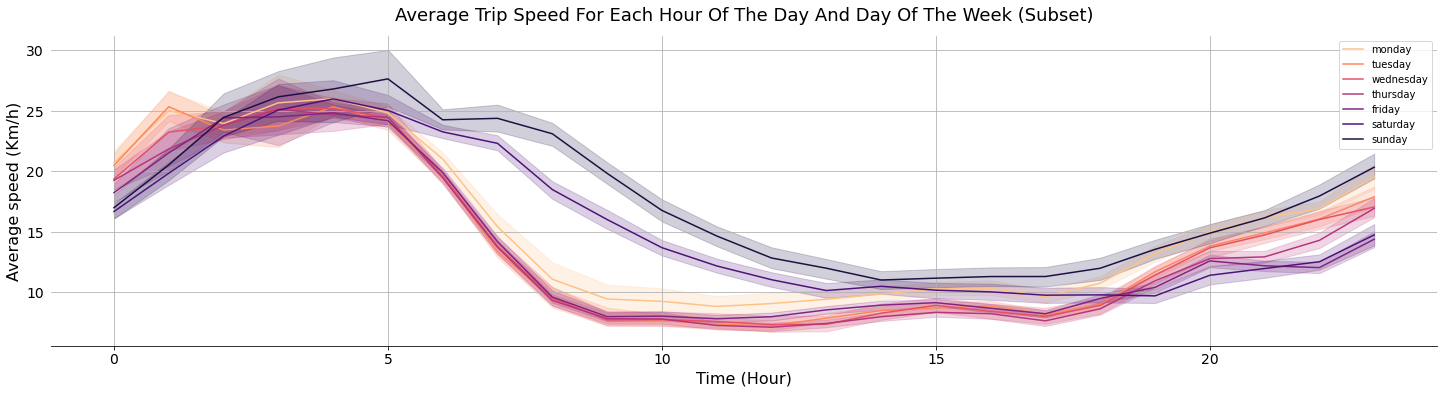 Average Trip Speed For Each Hour Of The Day And Day Of The Week (Subset)
Average speed (Km/h)
30
25
20
15
10
monday
tuesday
wednesday
thursday
friday
saturday
sunday
0
5
10
15
20
Time (Hour)